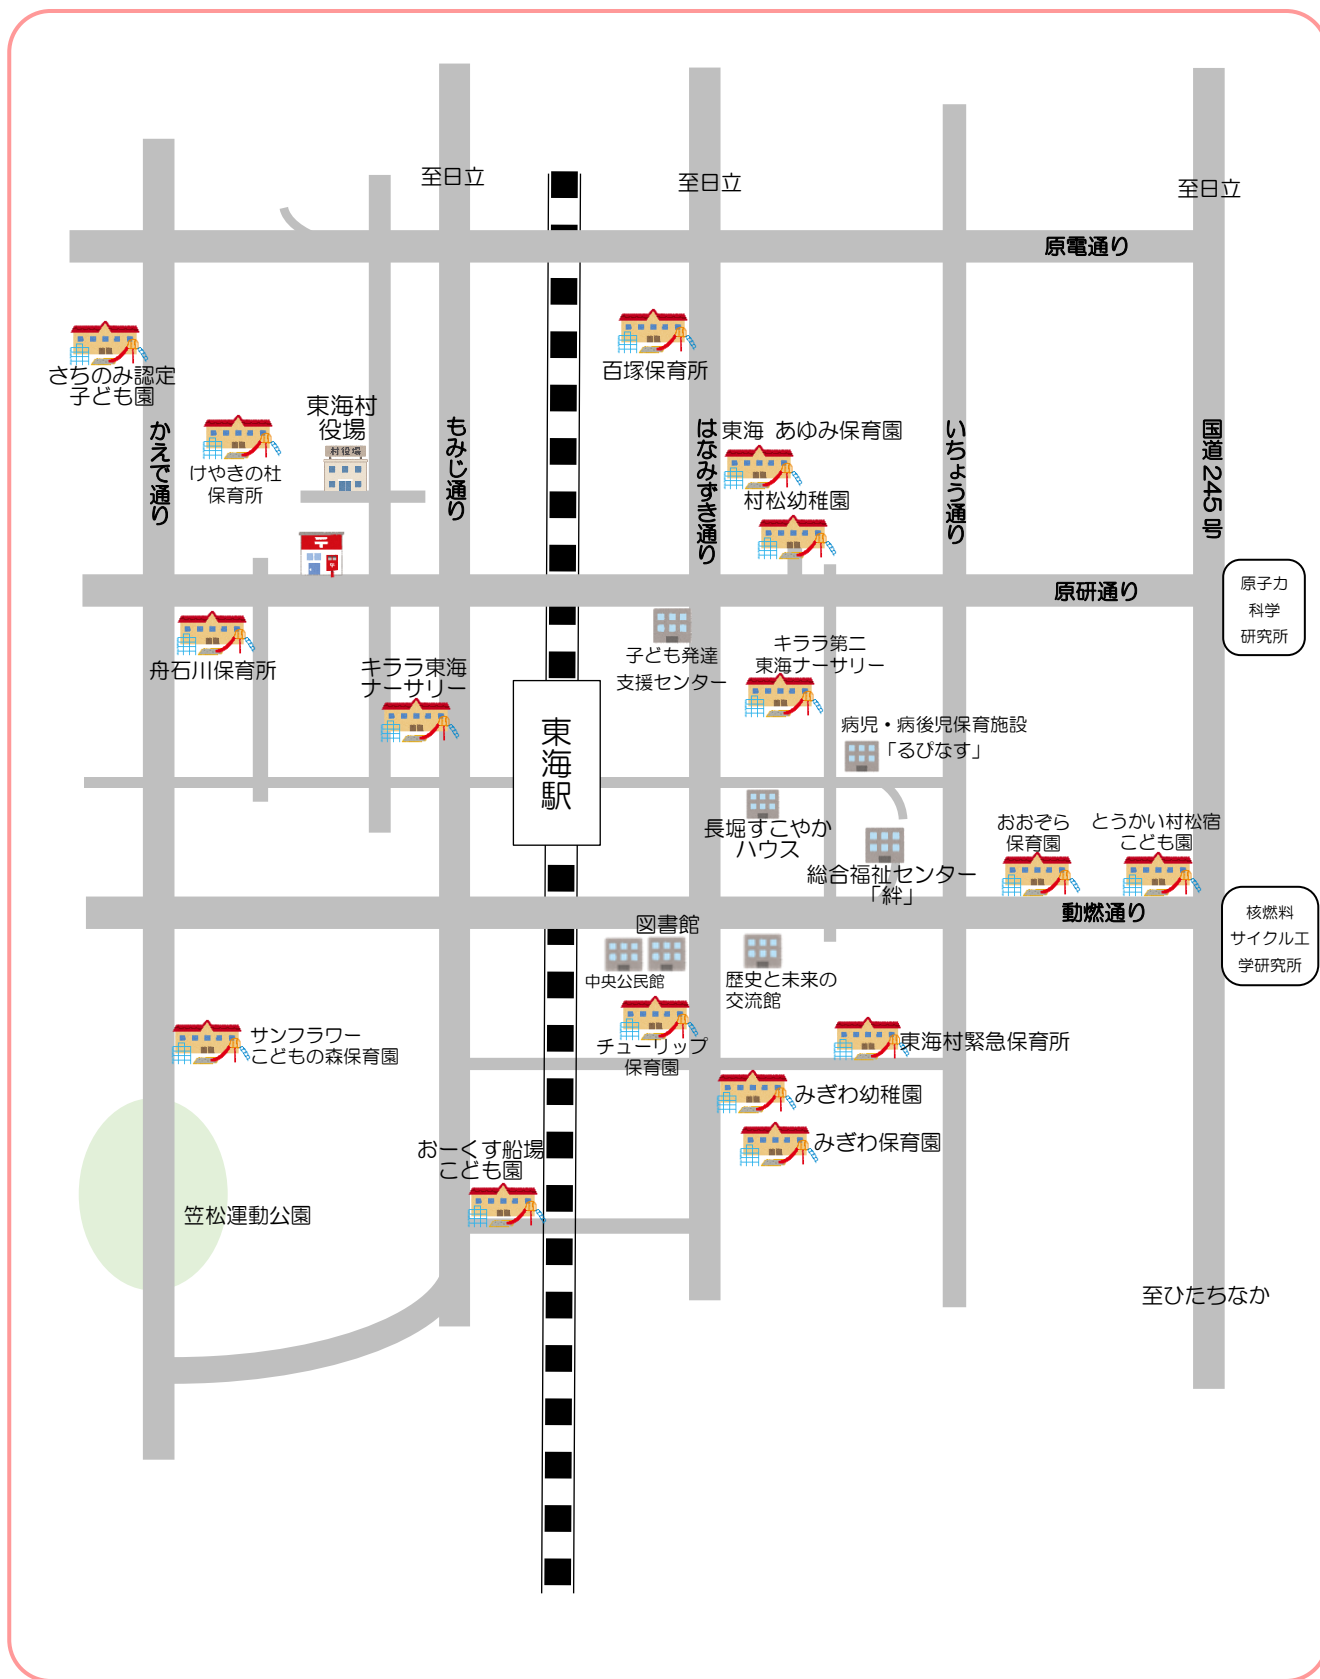 至日立
至日立
至日立
原電通り
さちのみ認定
子ども園
百塚保育所
かえで通り
けやきの杜
保育所
東海村
役場
村役場
もみじ通り
はなみずき通り
東海 あゆみ保育園
村松幼稚園
いちょう通り
国道245号
〒
原研通り
原子力
科学
研究所
舟石川保育所
キララ東海
ナーサリー
子ども発達
支援センター
キララ第二
東海ナーサリー
東海駅
病児・病後児保育施設
「るぴなす」
長堀すこやか
ハウス
総合福祉センター
「絆」
おおぞら
保育園
とうかい村松宿
こども園
動燃通り
核燃料
サイクル工
学研究所
図書館
中央公民館
歴史と未来の
交流館
サンフラワー
こどもの森保育園
チューリップ
保育園
東海村緊急保育所
みぎわ幼稚園
みぎわ保育園
おーくす船場
こども園
笠松運動公園
至ひたちなか